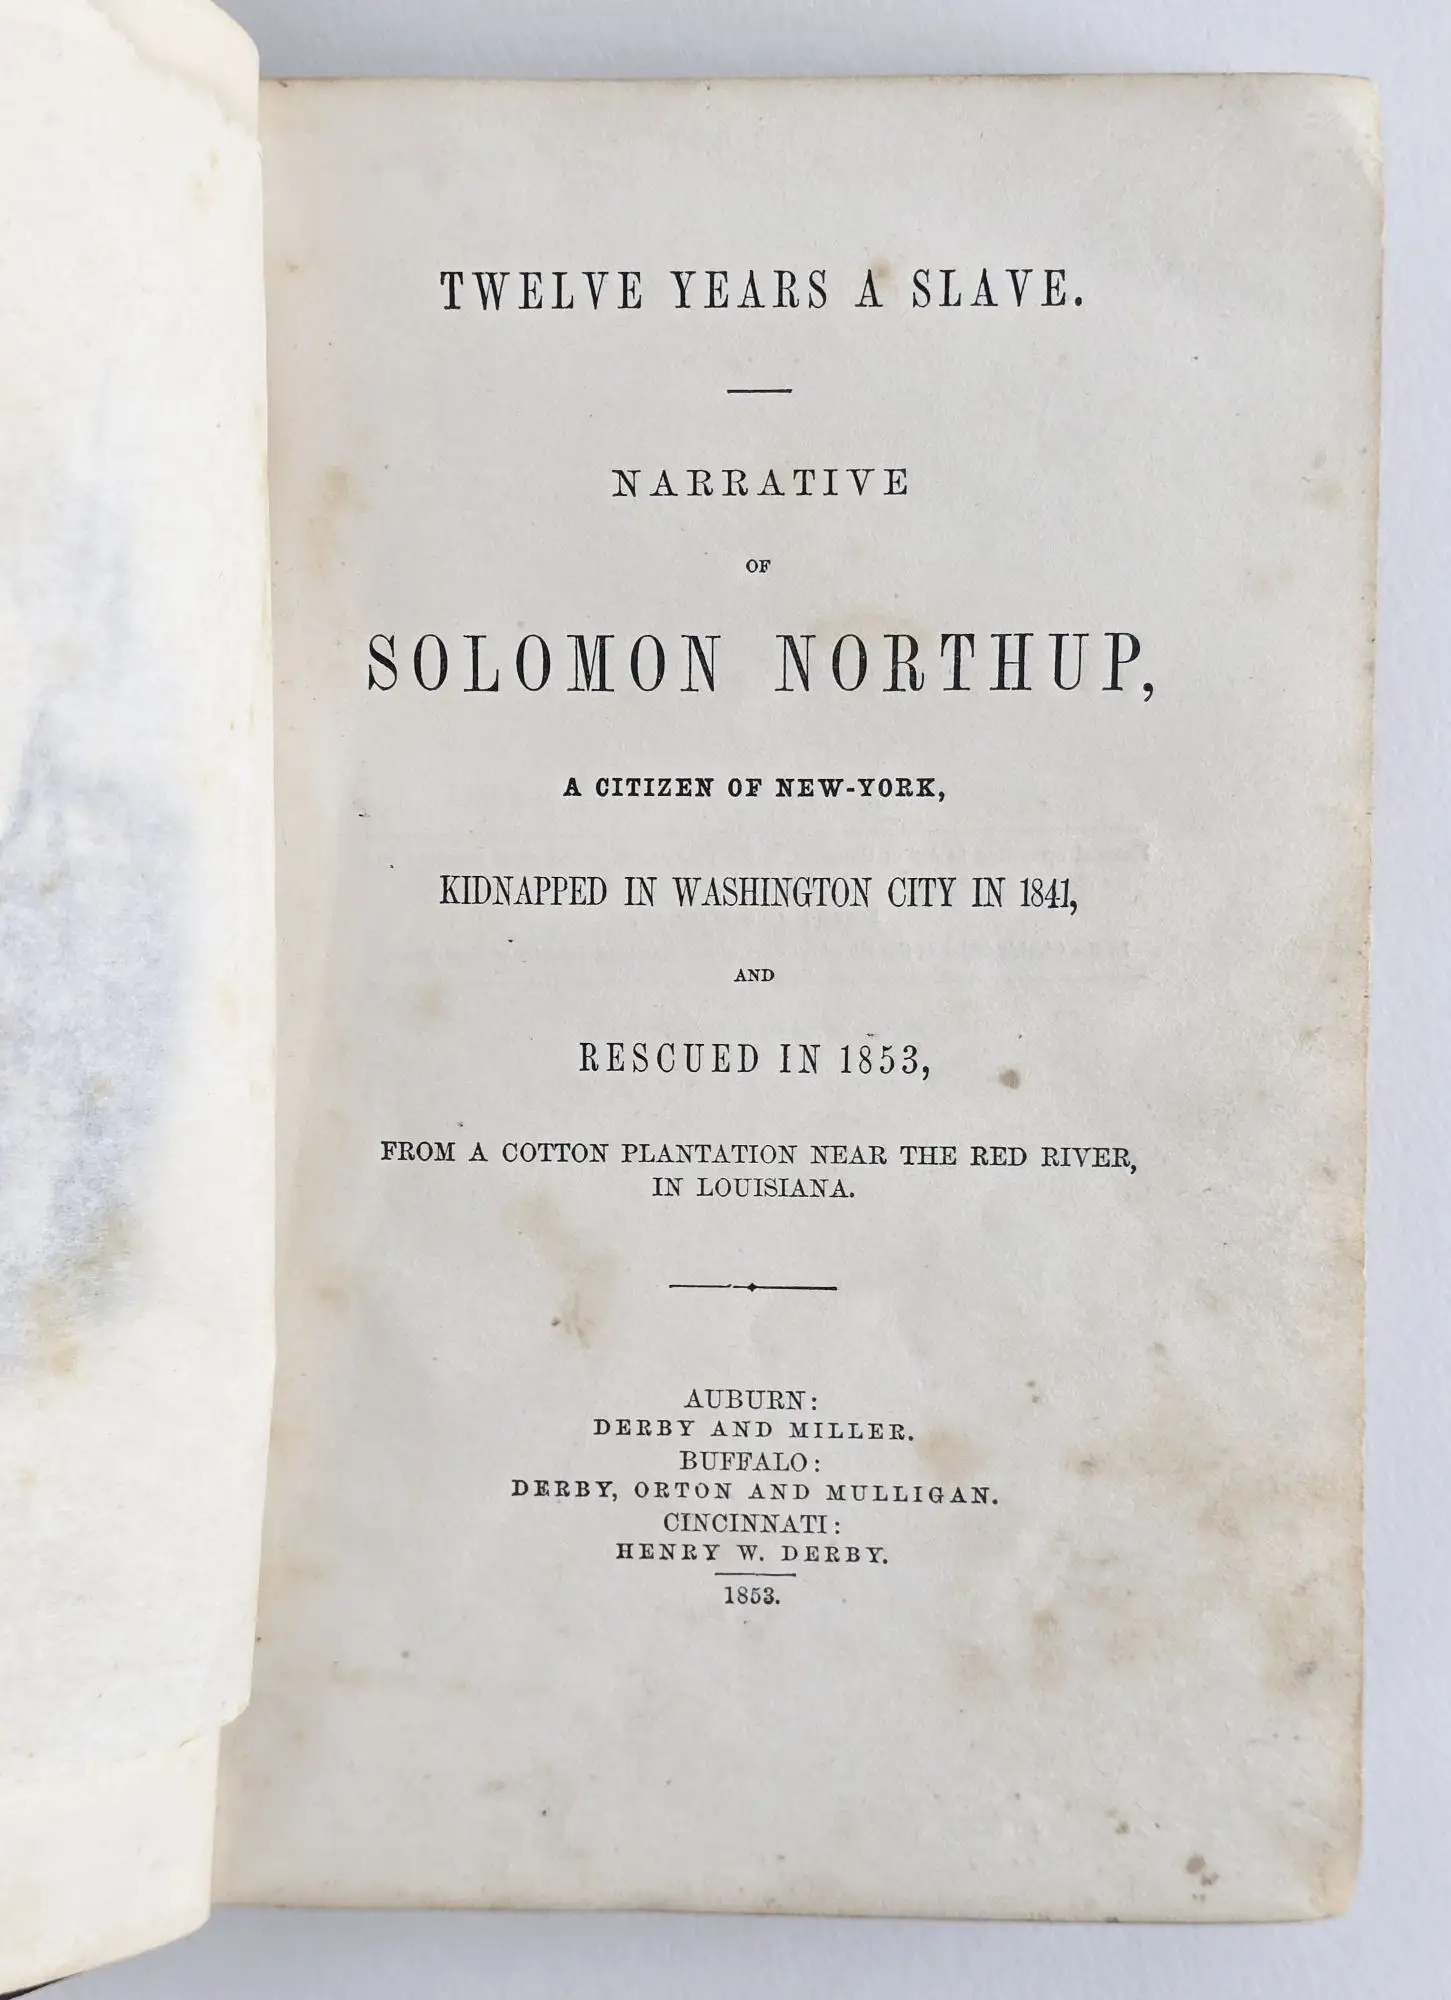 TWELVE YEARS A SLAVE.
NARRATIVE
OF
SOLOMON NORTHUP,
A CITIZEN OF NEW-YORK,
KIDNAPPED IN WASHINGTON CITY IN 1841,
AND
RESCUED IN 1853,
FROM A COTTON PLANTATION NEAR THE RED RIVER,
IN LOUISIANA.
AUBURN:
DERBY AND MILLER.
BUFFALO:
DERBY, ORTON AND MULLIGAN.
CINCINNATI:
HENRY W. DERBY.
1853.